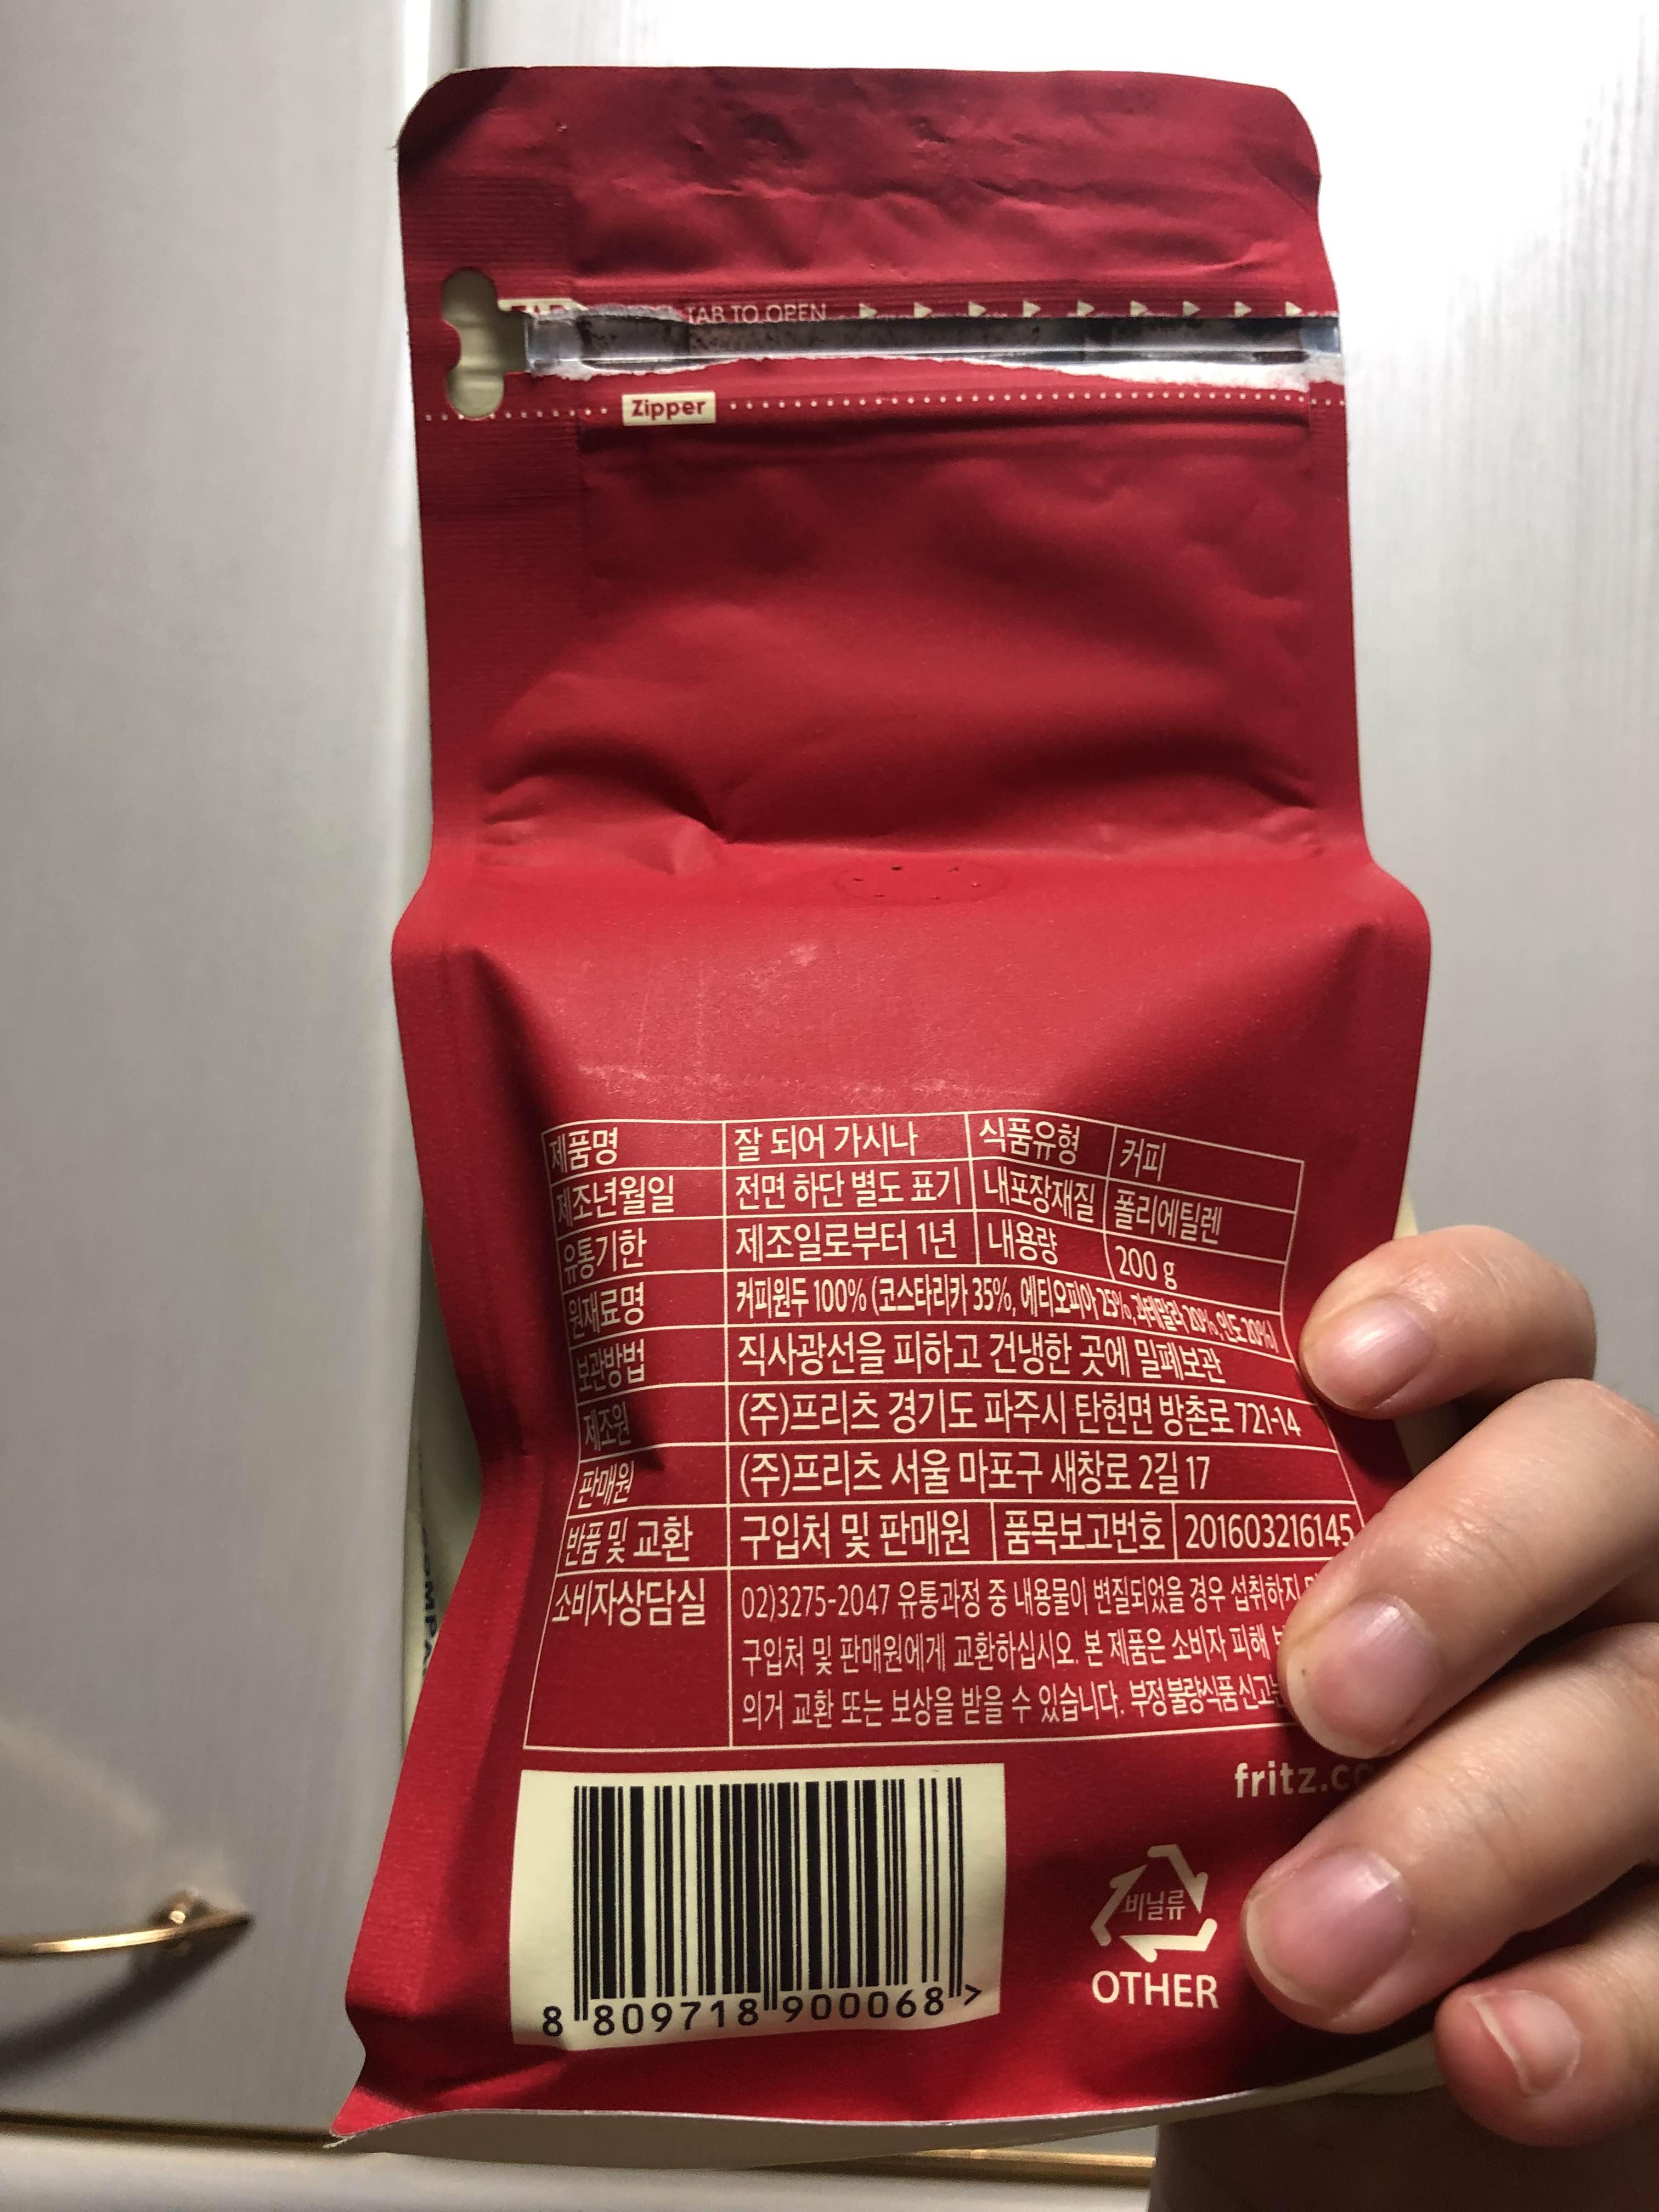 TAB TO OPEN
Zipper
제품명 잘 되어 가시나 식품유형 커피
제조년월일 전면 하단 별도 표기 내포장재질 폴리에틸렌
유통기한 제조일로부터 1년 내용량 200 g
원재료명 커피원두 100% (코스타리카 35%, 에티오피아 25%, 과테말라 20%, 인도 20%)
보관방법 직사광선을 피하고 건냉한 곳에 밀폐보관
제조원 (주)프리츠 경기도 파주시 탄현면 방촌로 721-14
판매원 (주)프리츠 서울 마포구 새창로 2길 17
반품 및 교환 구입처 및 판매원 품목보고번호 201603216145
소비자상담실 02)3275-2047 유통과정 중 내용물이 변질되었을 경우 섭취하지
구입처 및 판매원에게 교환하십시오. 본 제품은 소비자 피해
의거 교환 또는 보상을 받을 수 있습니다. 부정불량식품신고는
fritz.co
비닐류
OTHER
8 809718 900068 >